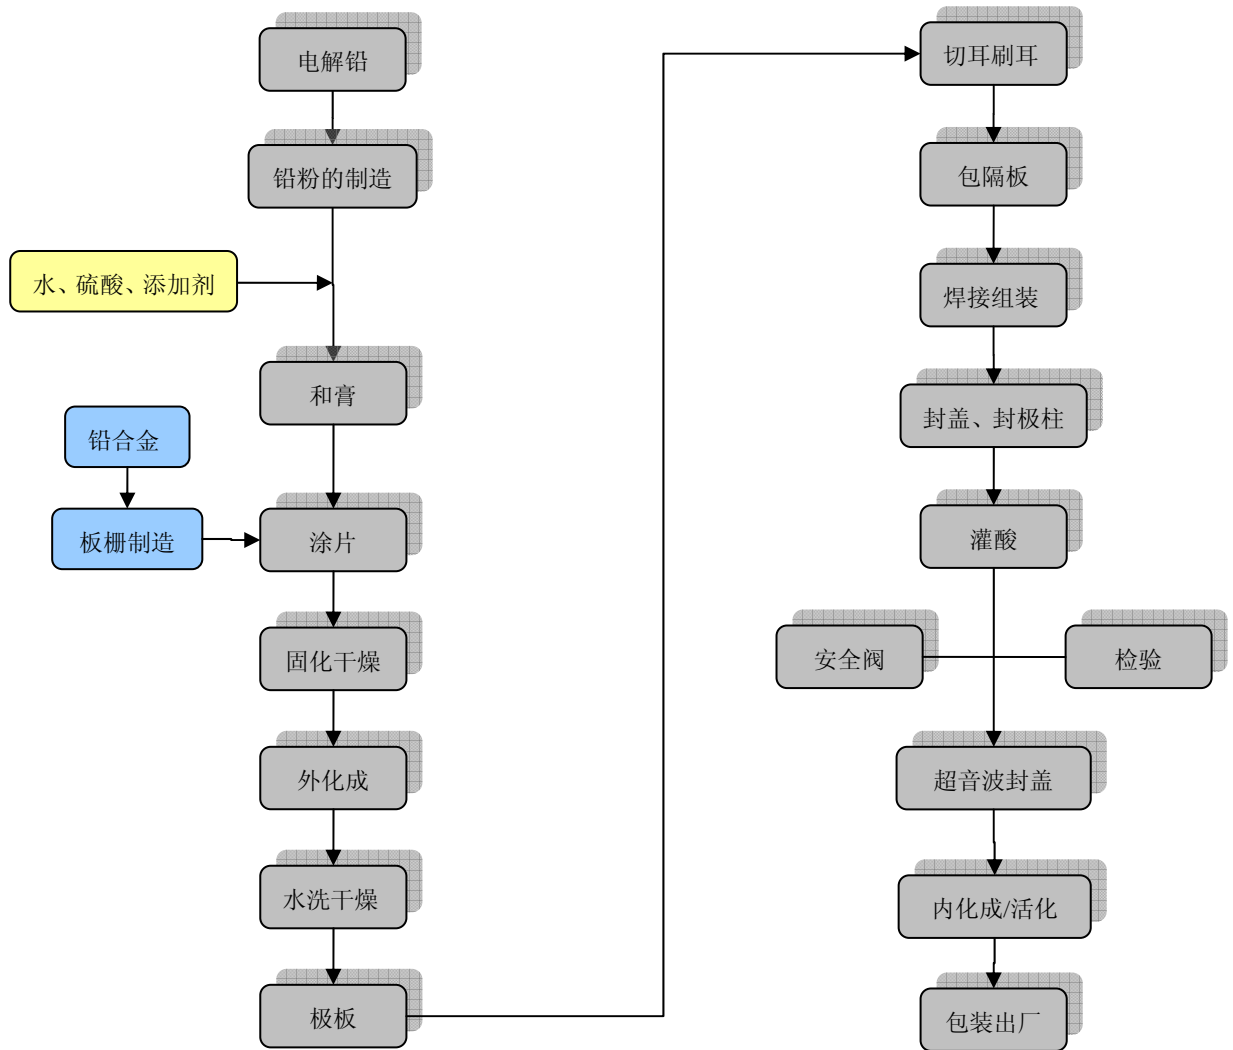 电解铅
铅粉的制造
水、硫酸、添加剂
和膏
铅合金
板栅制造
涂片
固化干燥
外化成
水洗干燥
极板
切耳刷耳
包隔板
焊接组装
封盖、封极柱
灌酸
安全阀
检验
超音波封盖
内化成/活化
包装出厂